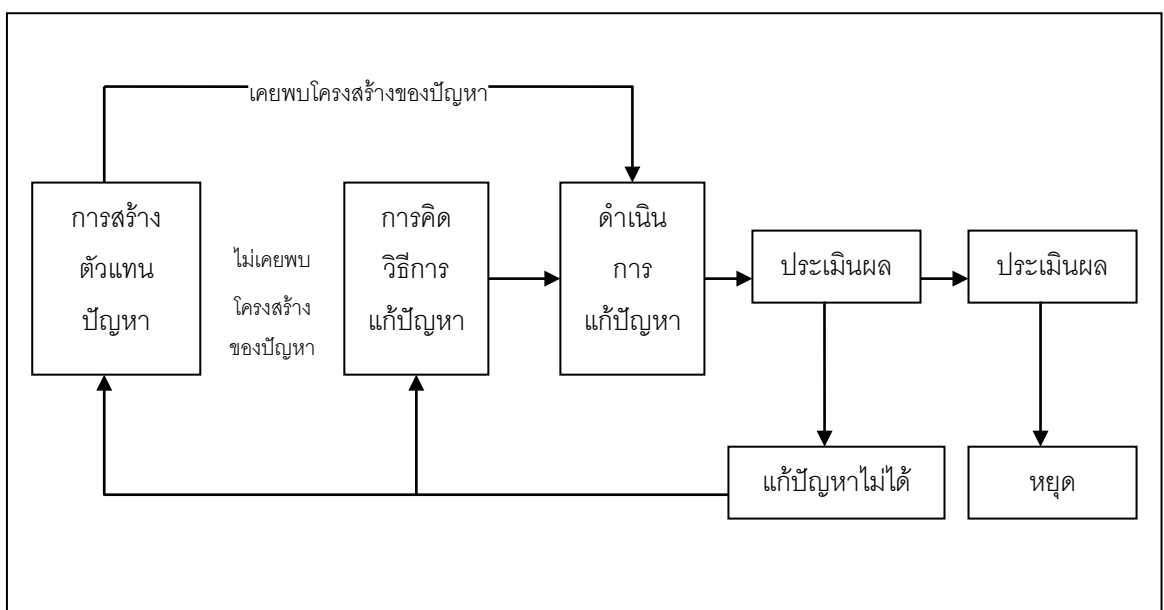 เคยพบโครงสร้างของปัญหา
การสร้าง
ตัวแทน
ปัญหา
ไม่เคยพบ
โครงสร้าง
ของปัญหา
การคิด
วิธีการ
แก้ปัญหา
ดำเนิน
การ
แก้ปัญหา
ประเมินผล
ประเมินผล
แก้ปัญหาไม่ได้
หยุด